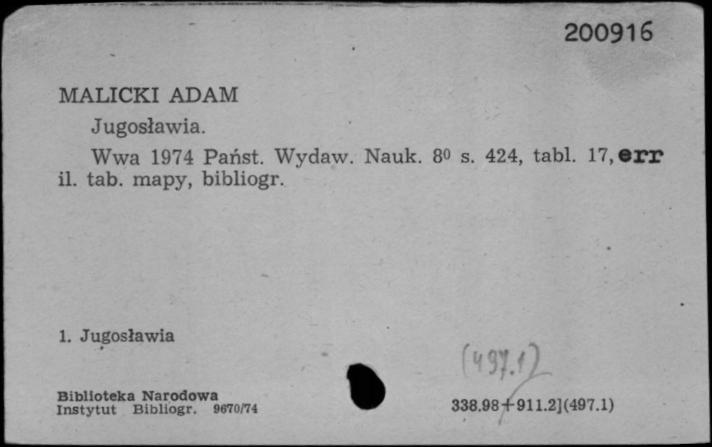 200916
MALICKI ADAM
Jugosławia.
Wwa 1974 Państ. Wydaw. Nauk. 8⁰ s. 424, tabl. 17, err
il. tab. mapy, bibliogr.
1. Jugosławia
(497.1)
Biblioteka Narodowa
Instytut Bibliogr. 9670/74
338.98+911.2](497.1)